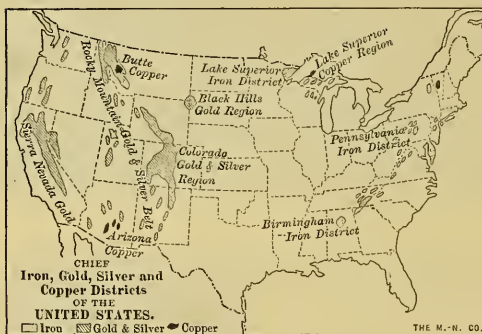 Butte
Copper
Rocky Mountain Gold & Silver Belt
Lake Superior
Iron District
Lake Superior
Copper Region
Black Hills
Gold Region
Sierra Nevada Gold
Colorado
Gold & Silver
Region
Pennsylvania
Iron District
Arizona
Copper
Birmingham
Iron District
CHIEF
Iron, Gold, Silver and
Copper Districts
OF THE
UNITED STATES.
Iron Gold & Silver Copper
THE M.-N. CO.